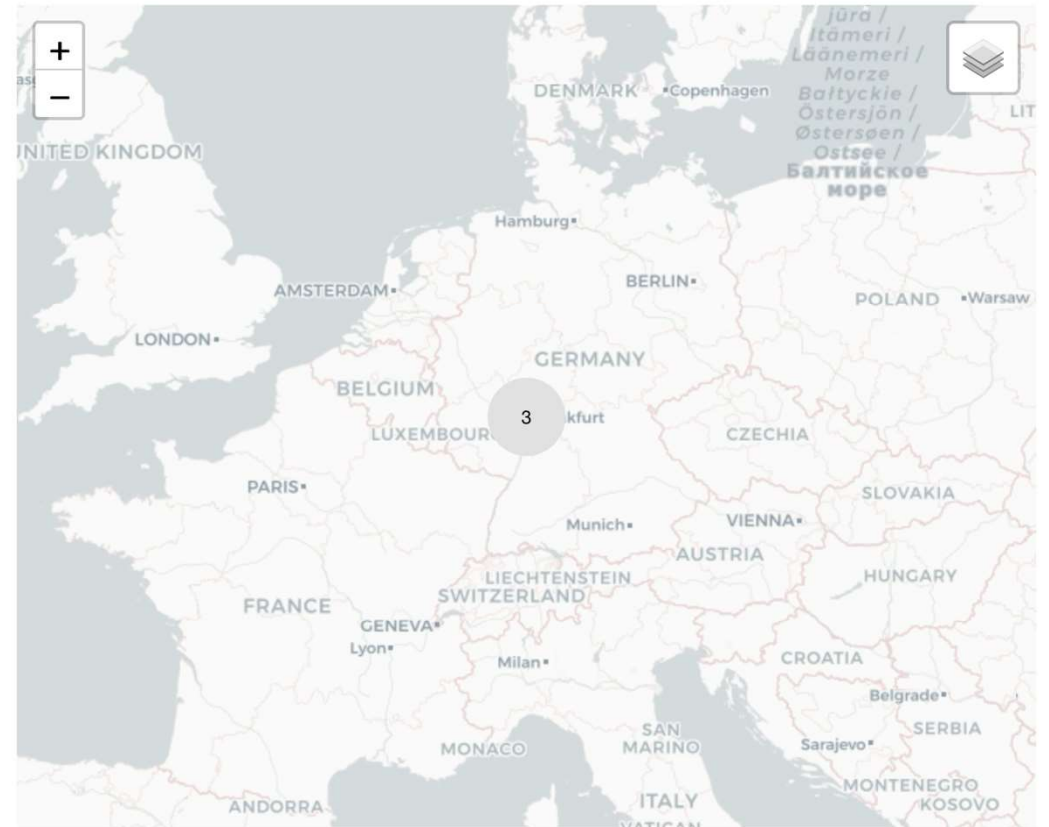 jūra /
Itämeri /
Läänemeri /
Morze
Bałtyckie /
Östersjön /
Østersøen /
Ostsee /
Балтийское
море
+
−
DENMARK
Copenhagen
LIT
UNITED KINGDOM
Hamburg
BERLIN
AMSTERDAM
POLAND
Warsaw
LONDON
GERMANY
BELGIUM
3
kfurt
LUXEMBOURG
CZECHIA
PARIS
SLOVAKIA
Munich
VIENNA
AUSTRIA
LIECHTENSTEIN
HUNGARY
SWITZERLAND
FRANCE
GENEVA
Lyon
Milan
CROATIA
Belgrade
SAN
MARINO
SERBIA
Sarajevo
MONACO
MONTENEGRO
ANDORRA
ITALY
KOSOVO
VATICAN